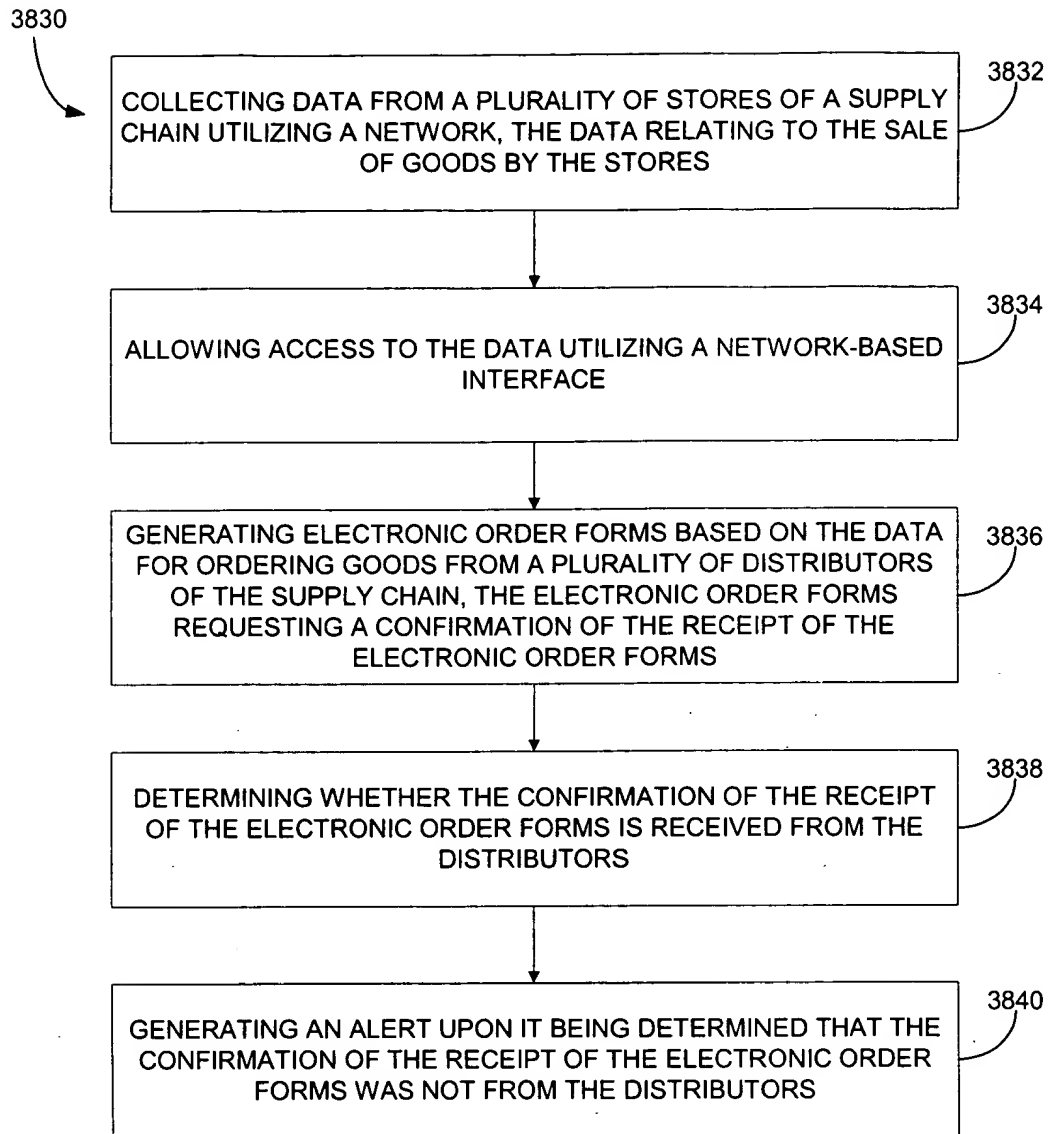 3830
3832
COLLECTING DATA FROM A PLURALITY OF STORES OF A SUPPLY
CHAIN UTILIZING A NETWORK, THE DATA RELATING TO THE SALE
OF GOODS BY THE STORES
3834
ALLOWING ACCESS TO THE DATA UTILIZING A NETWORK-BASED
INTERFACE
3836
GENERATING ELECTRONIC ORDER FORMS BASED ON THE DATA
FOR ORDERING GOODS FROM A PLURALITY OF DISTRIBUTORS
OF THE SUPPLY CHAIN, THE ELECTRONIC ORDER FORMS
REQUESTING A CONFIRMATION OF THE RECEIPT OF THE
ELECTRONIC ORDER FORMS
3838
DETERMINING WHETHER THE CONFIRMATION OF THE RECEIPT
OF THE ELECTRONIC ORDER FORMS IS RECEIVED FROM THE
DISTRIBUTORS
3840
GENERATING AN ALERT UPON IT BEING DETERMINED THAT THE
CONFIRMATION OF THE RECEIPT OF THE ELECTRONIC ORDER
FORMS WAS NOT FROM THE DISTRIBUTORS